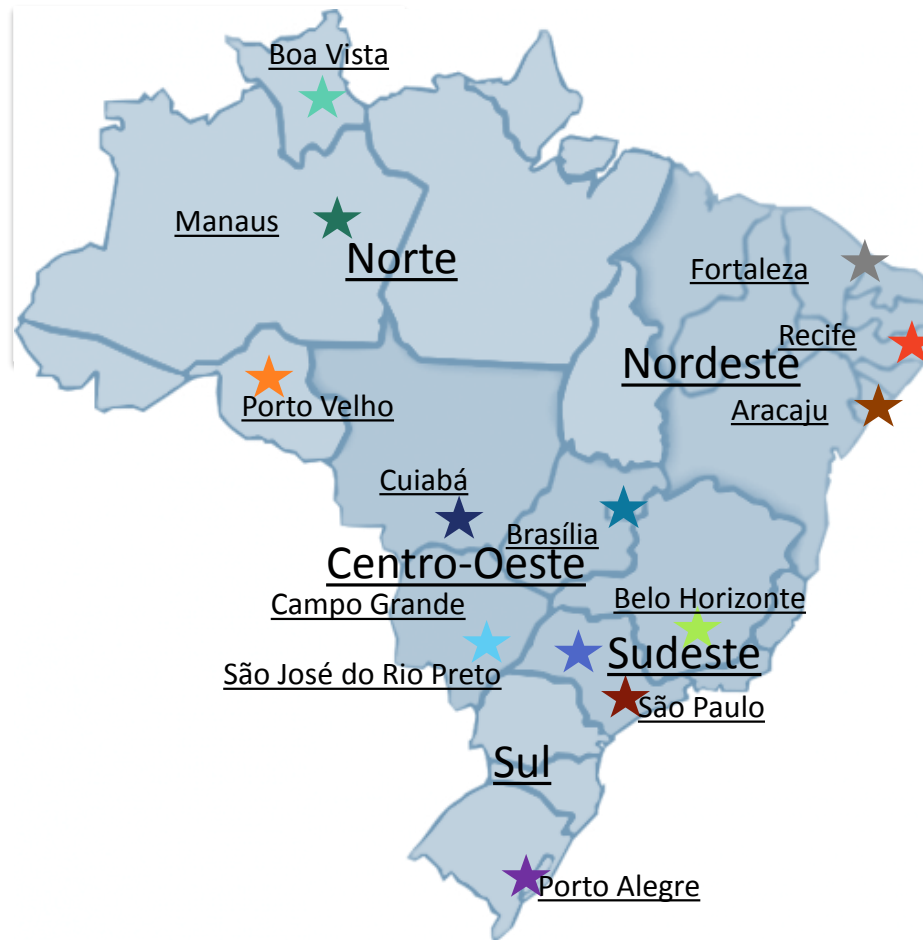 Boa Vista
Manaus
Norte
Fortaleza
Recife
Nordeste
Porto Velho
Aracaju
Cuiabá
Brasília
Centro-Oeste
Campo Grande
Belo Horizonte
Sudeste
São José do Rio Preto
São Paulo
Sul
Porto Alegre